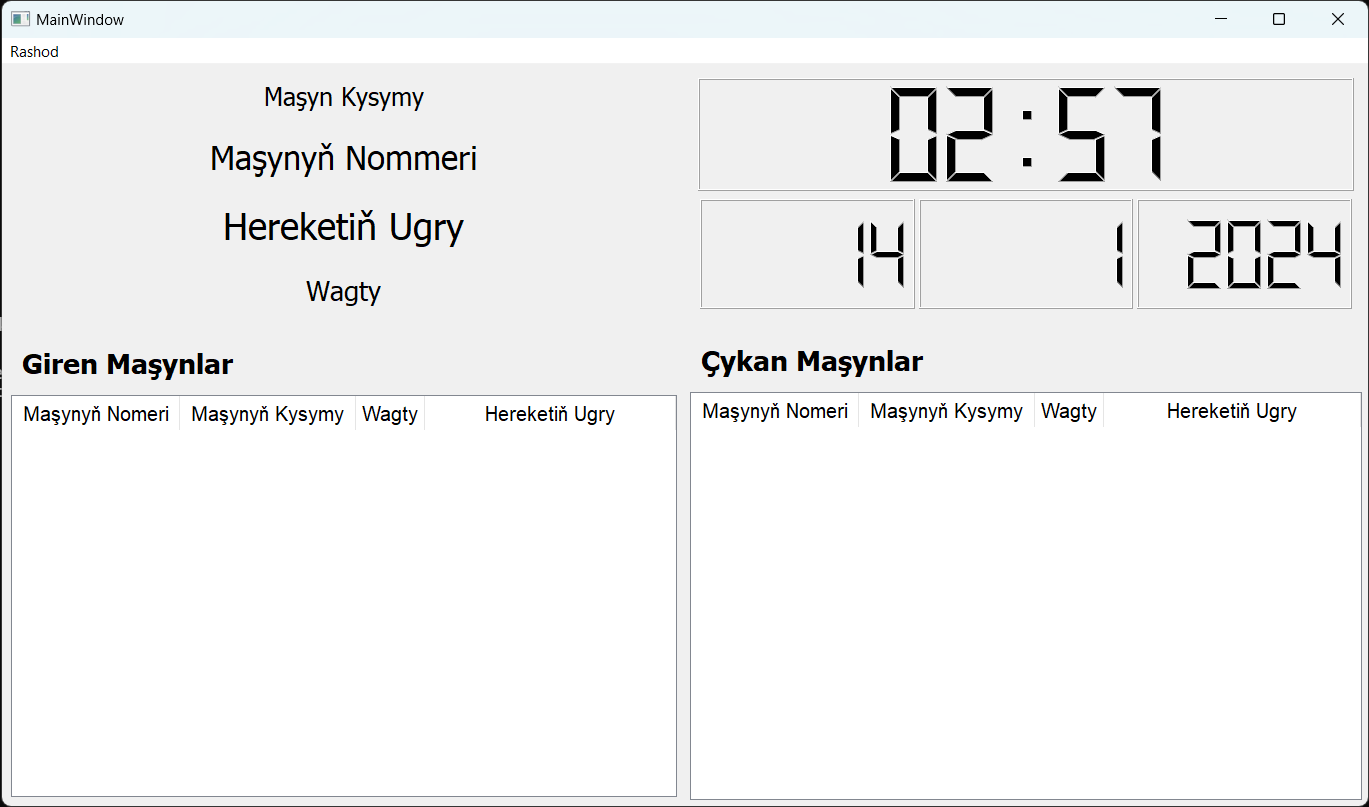 MainWindow
Rashod
Maşyn Kysymy
Maşynyň Nommeri
Hereketiň Ugry
Wagty
02:57
14 1 2024
Giren Maşynlar
Maşynyň Nomeri Maşynyň Kysymy Wagty Hereketiň Ugry
Çykan Maşynlar
Maşynyň Nomeri Maşynyň Kysymy Wagty Hereketiň Ugry